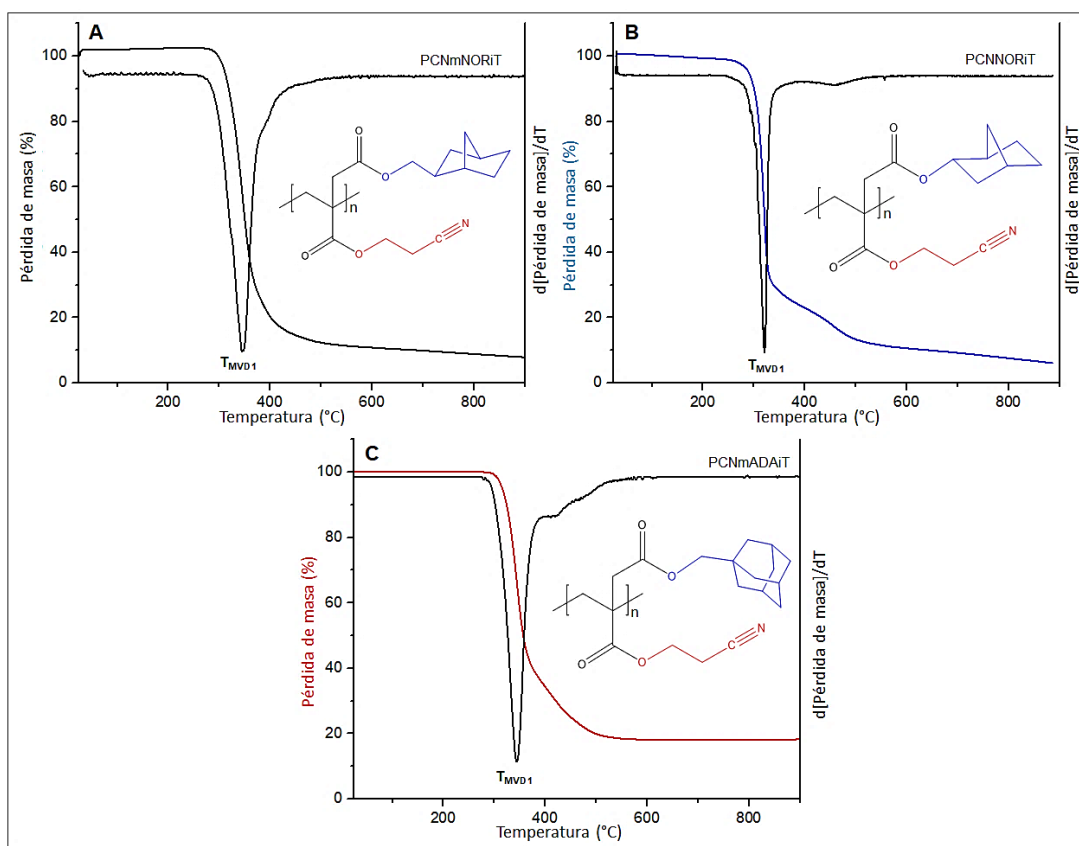 A
PCNmNORiT
Pérdida de masa (%)
100
80
60
40
20
0
200
400
600
800
Temperatura (°C)
d[Pérdida de masa]/dT
T_MVD1
O
O
n
O
O
N
C
B
PCNNORiT
Pérdida de masa (%)
100
80
60
40
20
0
200
400
600
800
Temperatura (°C)
d[Pérdida de masa]/dT
T_MVD1
O
O
n
O
O
N
C
C
PCNmADAiT
Pérdida de masa (%)
100
80
60
40
20
0
200
400
600
800
Temperatura (°C)
d[Pérdida de masa]/dT
T_MVD1
O
O
n
O
O
N
C